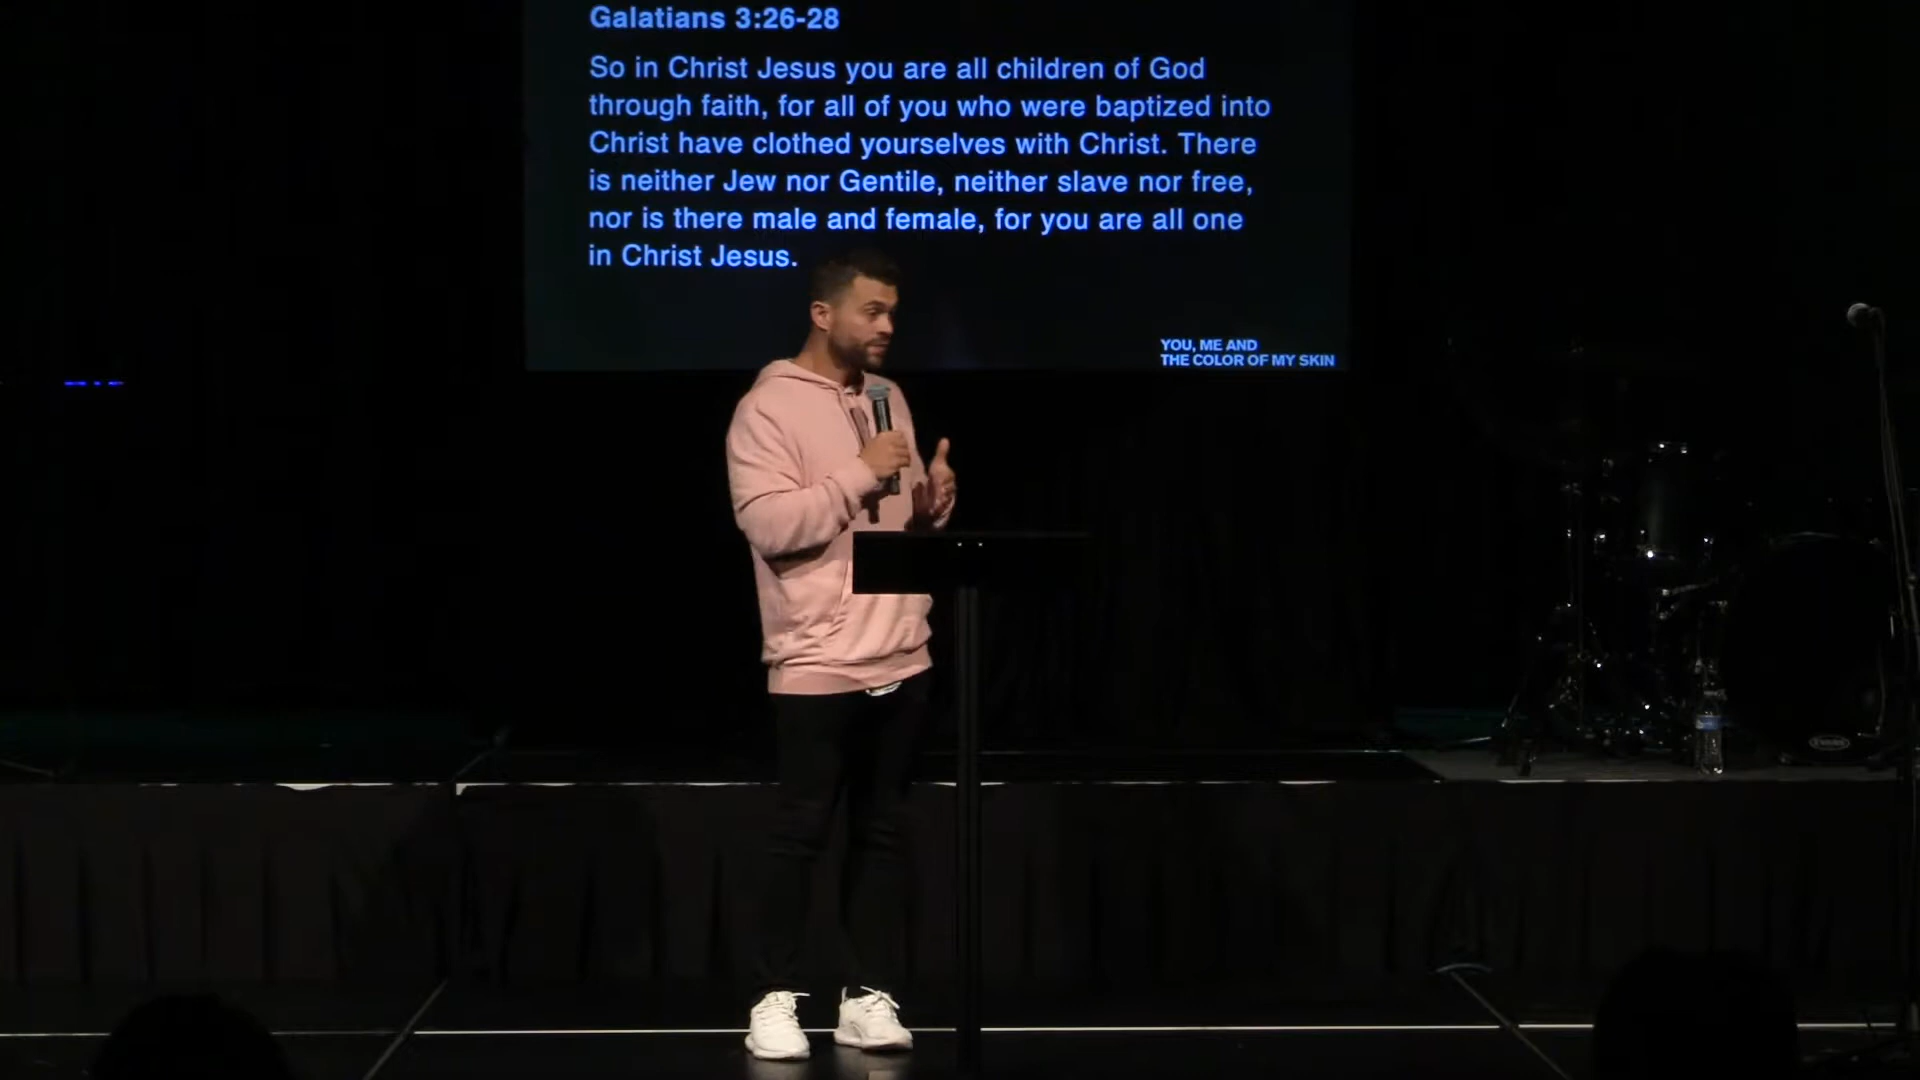 Galatians 3:26-28
So in Christ Jesus you are all children of God
through faith, for all of you who were baptized into
Christ have clothed yourselves with Christ. There
is neither Jew nor Gentile, neither slave nor free,
nor is there male and female, for you are all one
in Christ Jesus.
YOU, ME AND
THE COLOR OF MY SKIN